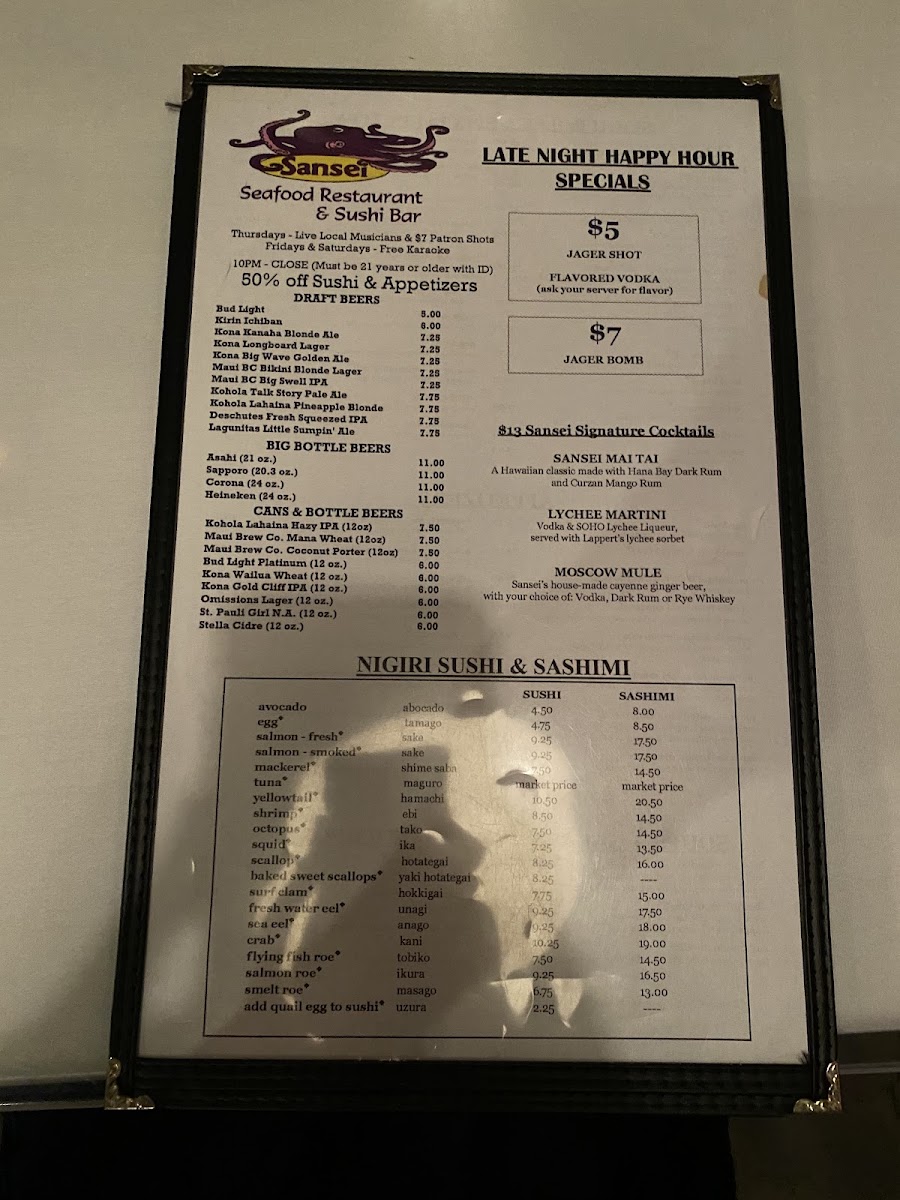 Sansei
Seafood Restaurant
& Sushi Bar
Thursdays - Live Local Musicians & $7 Patron Shots
Fridays & Saturdays - Free Karaoke
10PM - CLOSE (Must be 21 years or older with ID)
50% off Sushi & Appetizers
DRAFT BEERS
Bud Light 5.00
Kirin Ichiban 6.00
Kona Kanaha Blonde Ale 7.25
Kona Longboard Lager 7.25
Kona Big Wave Golden Ale 7.25
Maui BC Bikini Blonde Lager 7.25
Maui BC Big Swell IPA 7.25
Kohola Talk Story Pale Ale 7.75
Kohola Lahaina Pineapple Blonde 7.75
Deschutes Fresh Squeezed IPA 7.75
Lagunitas Little Sumpin' Ale 7.75
BIG BOTTLE BEERS
Asahi (21 oz.) 11.00
Sapporo (20.3 oz.) 11.00
Corona (24 oz.) 11.00
Heineken (24 oz.) 11.00
CANS & BOTTLE BEERS
Kohola Lahaina Hazy IPA (12oz) 7.50
Maui Brew Co. Mana Wheat (12oz) 7.50
Maui Brew Co. Coconut Porter (12oz) 7.50
Bud Light Platinum (12 oz.) 6.00
Kona Wailua Wheat (12 oz.) 6.00
Kona Gold Cliff IPA (12 oz.) 6.00
Omissions Lager (12 oz.) 6.00
St. Pauli Girl N.A. (12 oz.) 6.00
Stella Cidre (12 oz.) 6.00
LATE NIGHT HAPPY HOUR
SPECIALS
$5
JAGER SHOT
FLAVORED VODKA
(ask your server for flavor)
$7
JAGER BOMB
$13 Sansei Signature Cocktails
SANSEI MAI TAI
A Hawaiian classic made with Hana Bay Dark Rum
and Curzan Mango Rum
LYCHEE MARTINI
Vodka & SOHO Lychee Liqueur,
served with Lappert's lychee sorbet
MOSCOW MULE
Sansei's house-made cayenne ginger beer,
with your choice of: Vodka, Dark Rum or Rye Whiskey
NIGIRI SUSHI & SASHIMI
SUSHI SASHIMI
avocado abocado 4.50 8.00
egg* tamago 4.75 8.50
salmon - fresh* sake 9.25 17.50
salmon - smoked* sake 9.25 17.50
mackerel* shime saba 7.50 14.50
tuna* maguro market price market price
yellowtail* hamachi 10.50 20.50
shrimp* ebi 8.50 14.50
octopus* tako 7.50 14.50
squid* ika 7.25 13.50
scallop* hotategai 8.25 16.00
baked sweet scallops* yaki hotategai 8.25 ----
surf clam* hokkigai 7.75 15.00
fresh water eel* unagi 9.25 17.50
sea eel* anago 9.25 18.00
crab* kani 10.25 19.00
flying fish roe* tobiko 7.50 14.50
salmon roe* ikura 9.25 16.50
smelt roe* masago 6.75 13.00
add quail egg to sushi* uzura 2.25 ----